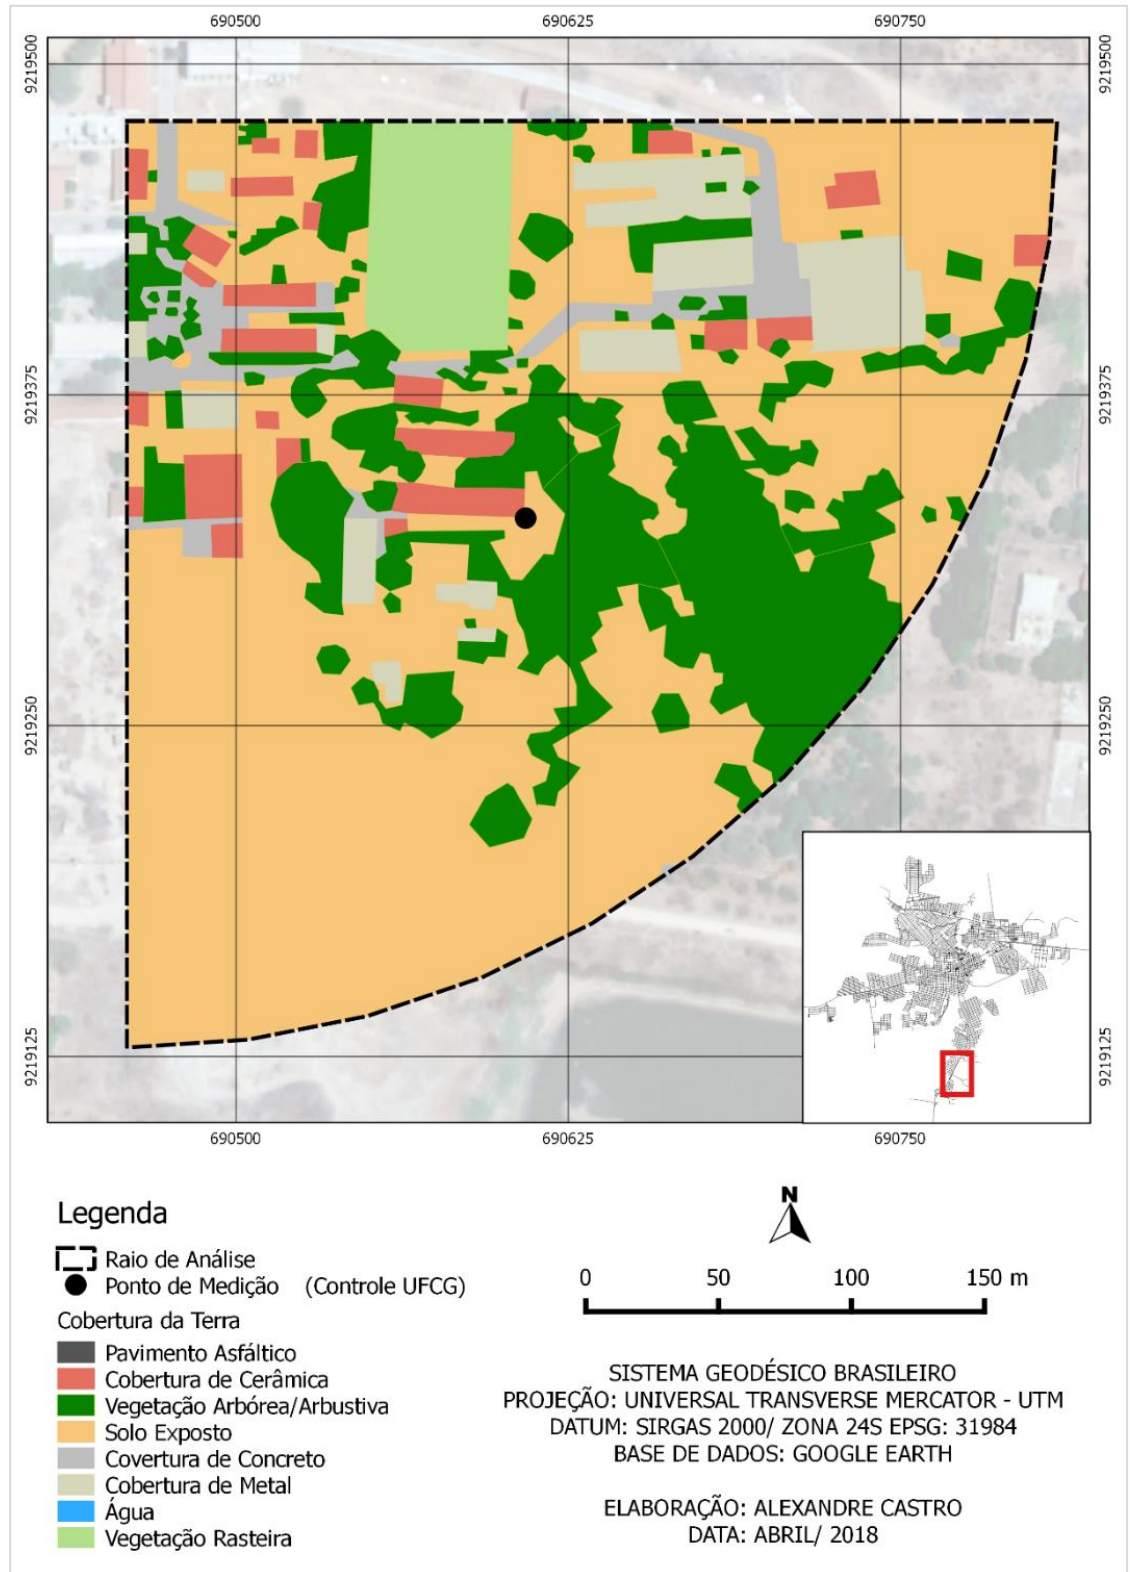 690500 690625 690750
9219500 9219500
9219375 9219375
9219250 9219250
9219125 9219125
690500 690625 690750
Legenda
Raio de Análise
Ponto de Medição (Controle UFCG)
Cobertura da Terra
Pavimento Asfáltico
Cobertura de Cerâmica
Vegetação Arbórea/Arbustiva
Solo Exposto
Covertura de Concreto
Cobertura de Metal
Água
Vegetação Rasteira
N
0 50 100 150 m
SISTEMA GEODÉSICO BRASILEIRO
PROJEÇÃO: UNIVERSAL TRANSVERSE MERCATOR - UTM
DATUM: SIRGAS 2000/ ZONA 24S EPSG: 31984
BASE DE DADOS: GOOGLE EARTH
ELABORAÇÃO: ALEXANDRE CASTRO
DATA: ABRIL/ 2018